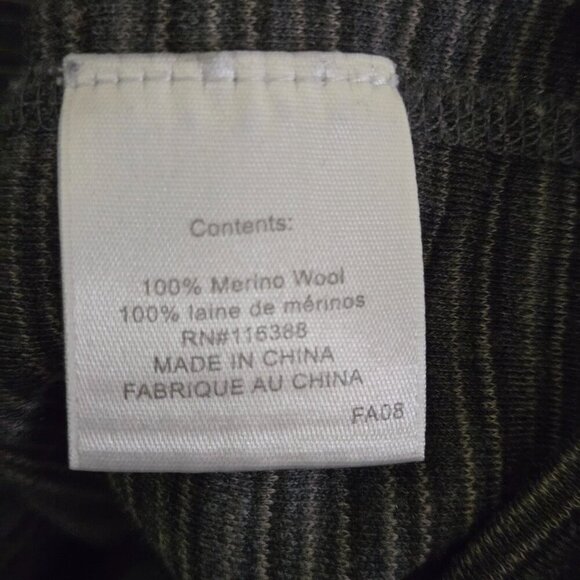 Contents:
100% Merino Wool
100% laine de mérinos
RN#116388
MADE IN CHINA
FABRIQUE AU CHINA
FA08